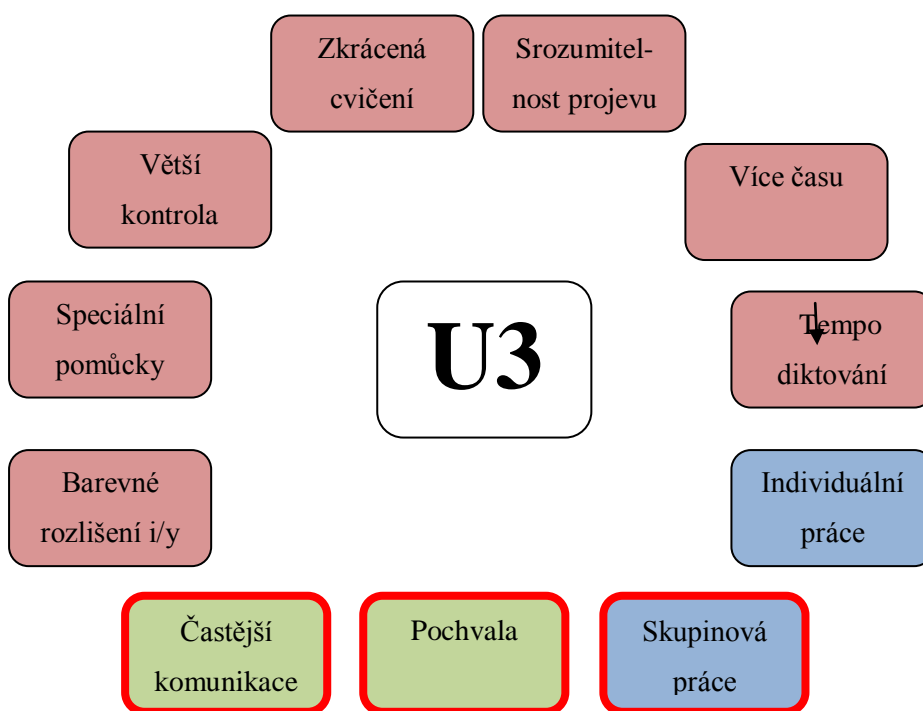 Zkrácená
cvičení
Srozumitel-
nost projevu
Větší
kontrola
Více času
Speciální
pomůcky
U3
Tempo
diktování
Barevné
rozlišení i/y
Individuální
práce
Častější
komunikace
Pochvala
Skupinová
práce